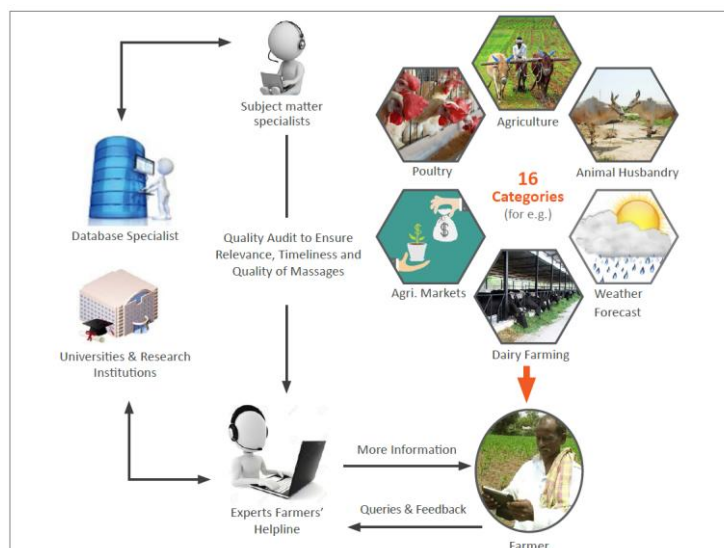 Subject matter
specialists
Agriculture
Poultry
Animal Husbandry
16
Categories
(for e.g.)
Database Specialist
Quality Audit to Ensure
Relevance, Timeliness and
Quality of Massages
Agri. Markets
Weather
Forecast
Universities & Research
Institutions
Dairy Farming
More Information
Experts Farmers'
Helpline
Queries & Feedback
Farmer